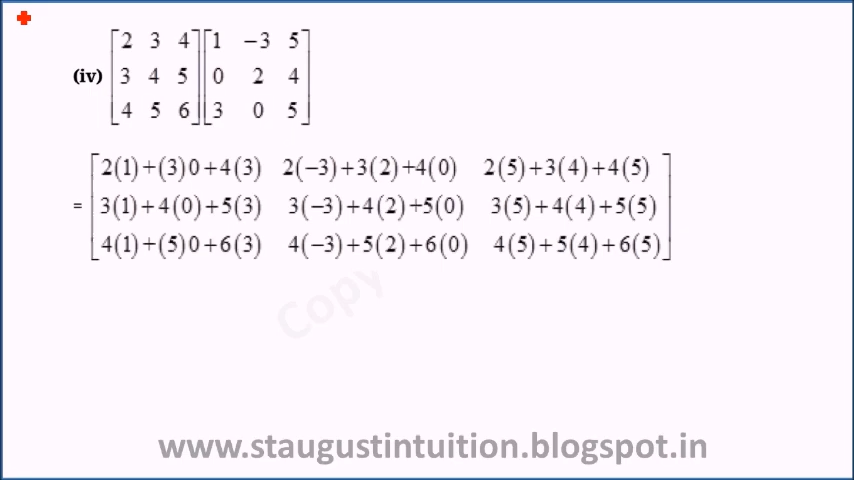 [2 3 4] [1 −3 5]
(iv) [3 4 5] [0 2 4]
[4 5 6] [3 0 5]
[2(1)+(3)0+4(3) 2(−3)+3(2)+4(0) 2(5)+3(4)+4(5)]
= [3(1)+4(0)+5(3) 3(−3)+4(2)+5(0) 3(5)+4(4)+5(5)]
[4(1)+(5)0+6(3) 4(−3)+5(2)+6(0) 4(5)+5(4)+6(5)]
Copy
www.staugustintuition.blogspot.in